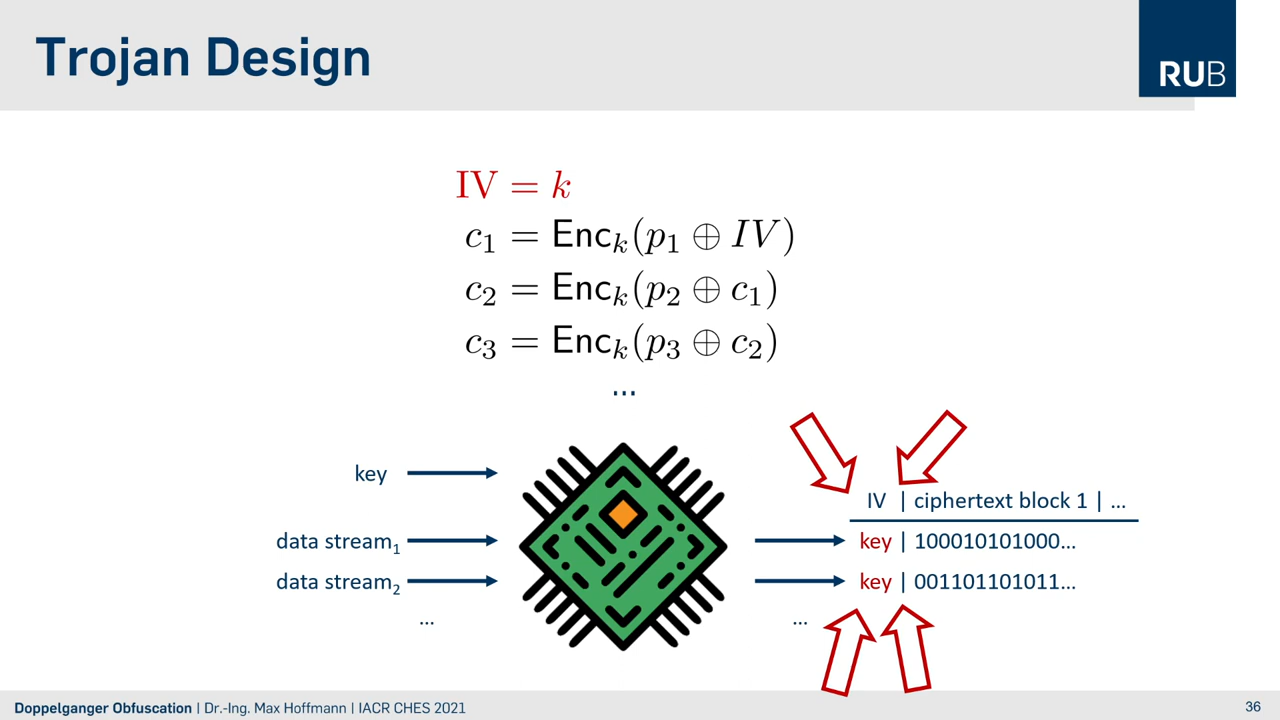 Trojan Design
RUB
IV = k
c₁ = Encₖ(p₁ ⊕ IV)
c₂ = Encₖ(p₂ ⊕ c₁)
c₃ = Encₖ(p₃ ⊕ c₂)
...
key
IV | ciphertext block 1 | ...
data stream₁
key | 100010101000...
data stream₂
key | 001101101011...
...
...
Doppelganger Obfuscation | Dr.-Ing. Max Hoffmann | IACR CHES 2021
36